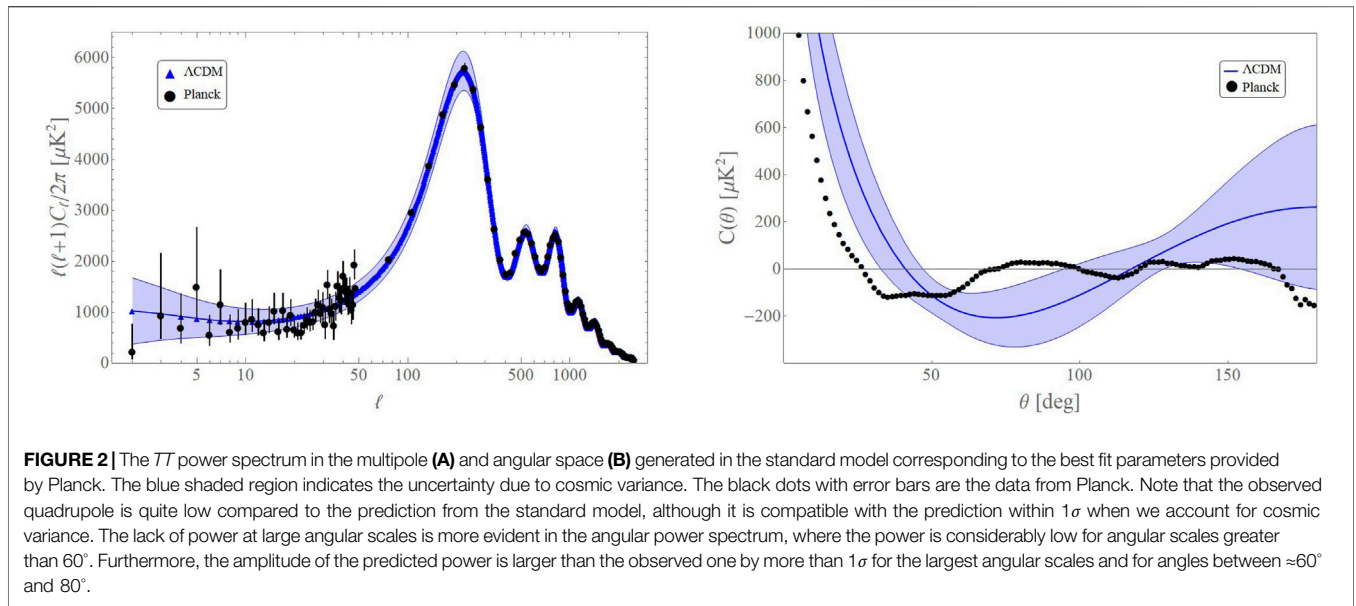 6000
5000
4000
3000
2000
1000
0
ℓ(ℓ+1)Cℓ/2π [μK²]
ΛCDM
Planck
5 10 50 100 500 1000
ℓ
1000
800
600
400
200
0
−200
C(θ) [μK²]
ΛCDM
Planck
50 100 150
θ [deg]
FIGURE 2 | The TT power spectrum in the multipole (A) and angular space (B) generated in the standard model corresponding to the best fit parameters provided
by Planck. The blue shaded region indicates the uncertainty due to cosmic variance. The black dots with error bars are the data from Planck. Note that the observed
quadrupole is quite low compared to the prediction from the standard model, although it is compatible with the prediction within 1σ when we account for cosmic
variance. The lack of power at large angular scales is more evident in the angular power spectrum, where the power is considerably low for angular scales greater
than 60°. Furthermore, the amplitude of the predicted power is larger than the observed one by more than 1σ for the largest angular scales and for angles between ≈60°
and 80°.